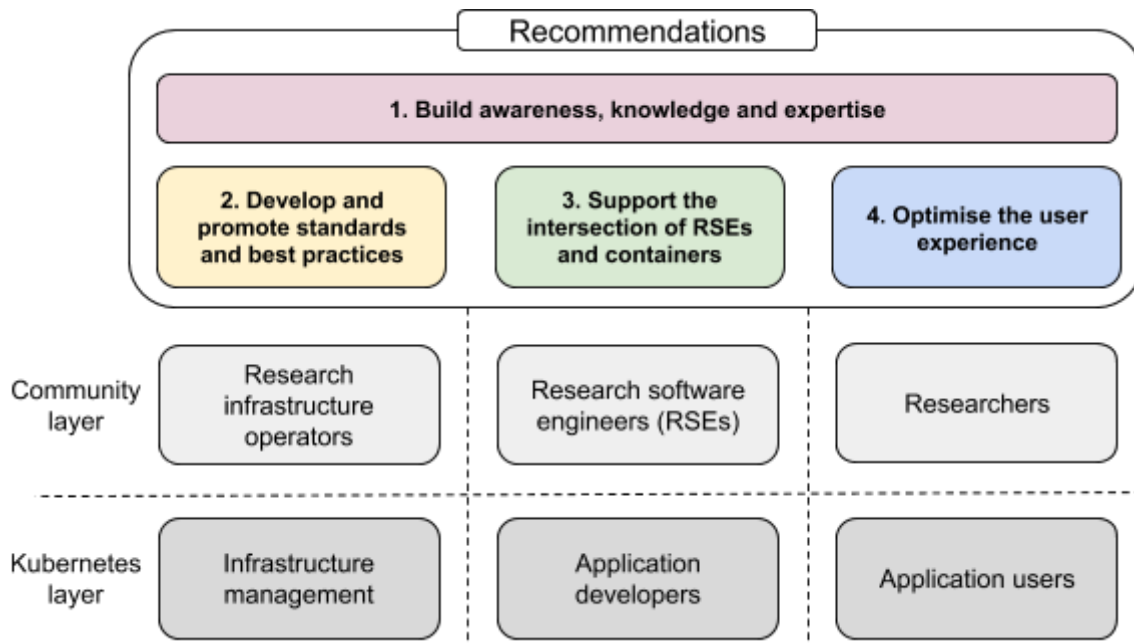 Recommendations
1. Build awareness, knowledge and expertise
2. Develop and
promote standards
and best practices
3. Support the
intersection of RSEs
and containers
4. Optimise the user
experience
Community
layer
Research
infrastructure
operators
Research software
engineers (RSEs)
Researchers
Kubernetes
layer
Infrastructure
management
Application
developers
Application users